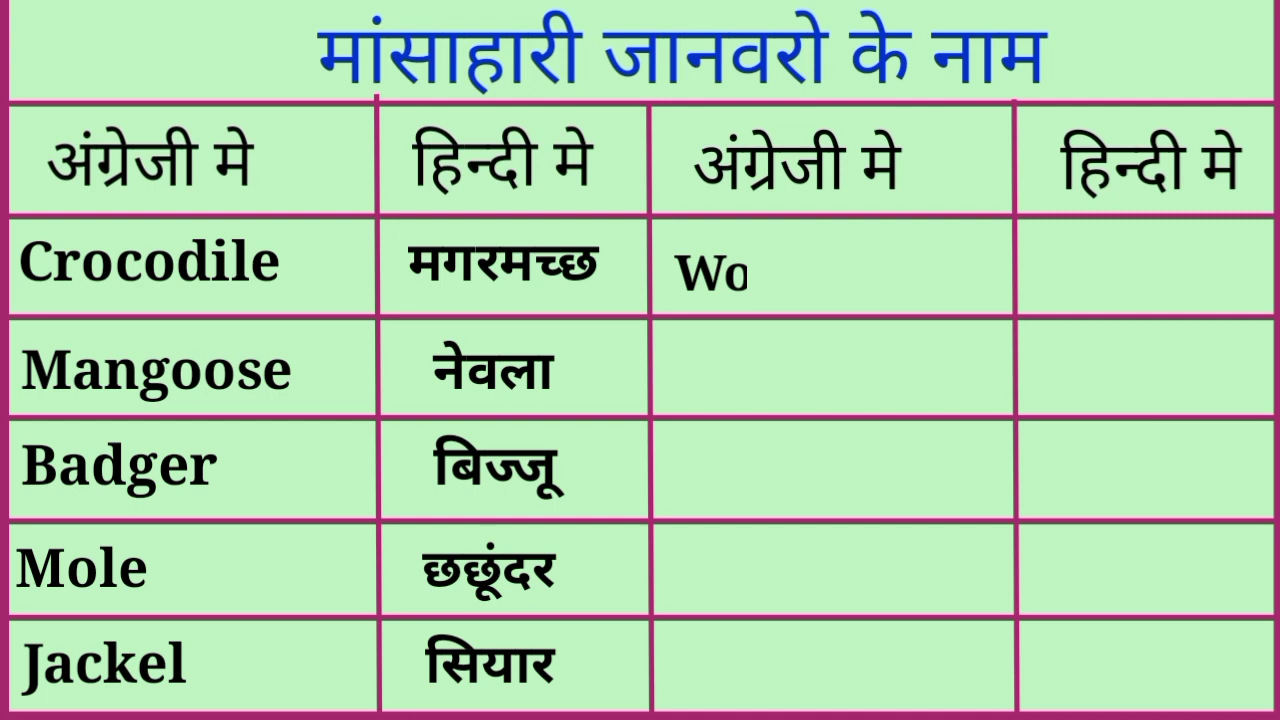 मांसाहारी जानवरो के नाम
अंग्रेजी मे हिन्दी मे अंग्रेजी मे हिन्दी मे
Crocodile मगरमच्छ Wo
Mangoose नेवला
Badger बिज्जू
Mole छछूंदर
Jackel सियार